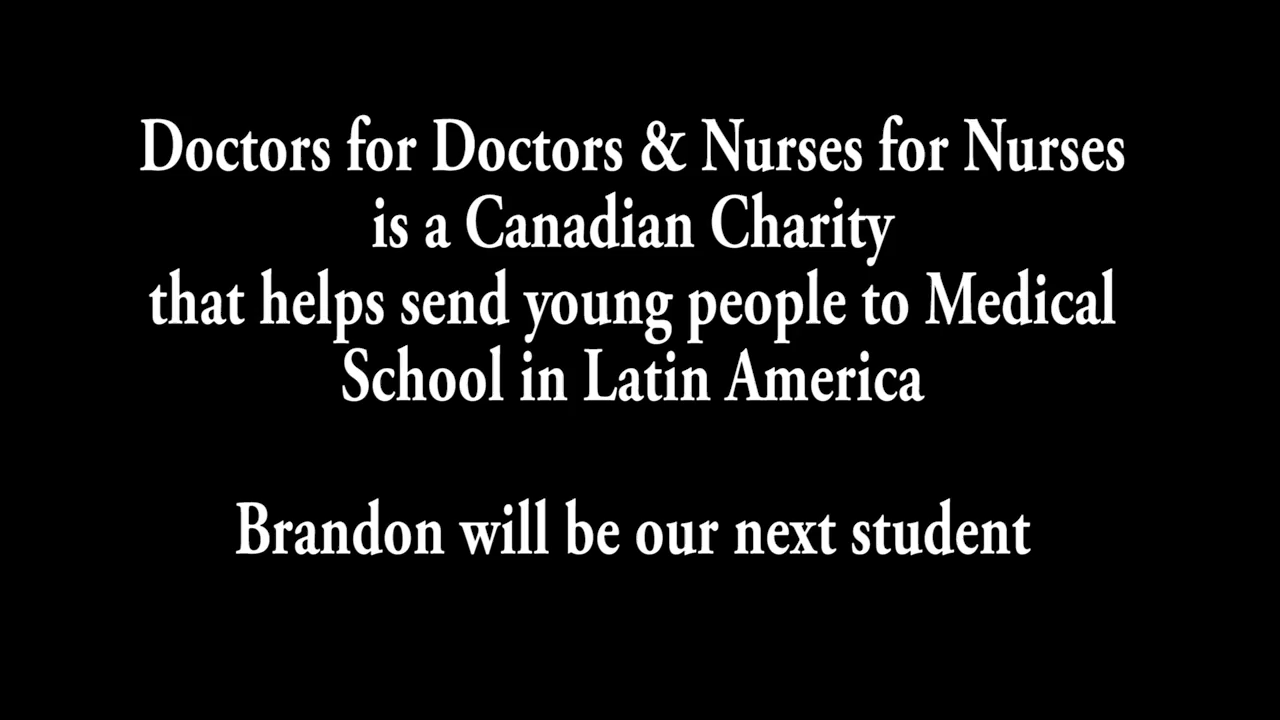 Doctors for Doctors & Nurses for Nurses
is a Canadian Charity
that helps send young people to Medical
School in Latin America
Brandon will be our next student